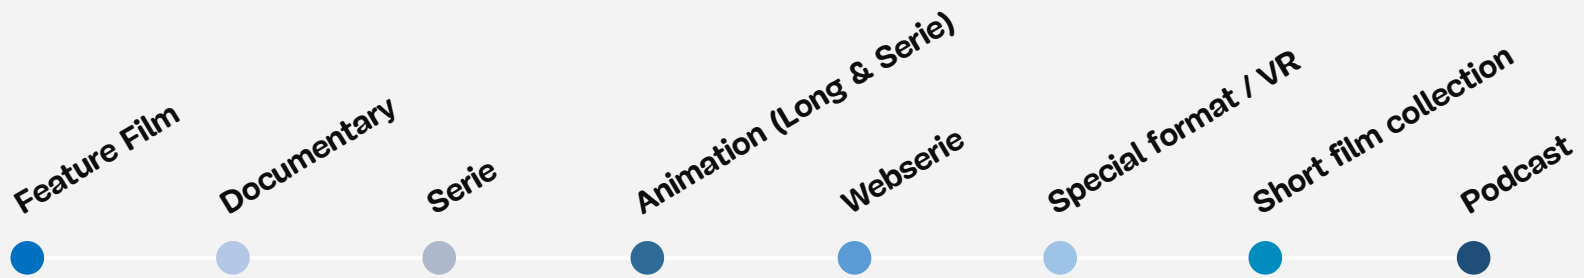 Feature Film
Documentary
Serie
Animation (Long & Serie)
Webserie
Special format / VR
Short film collection
Podcast